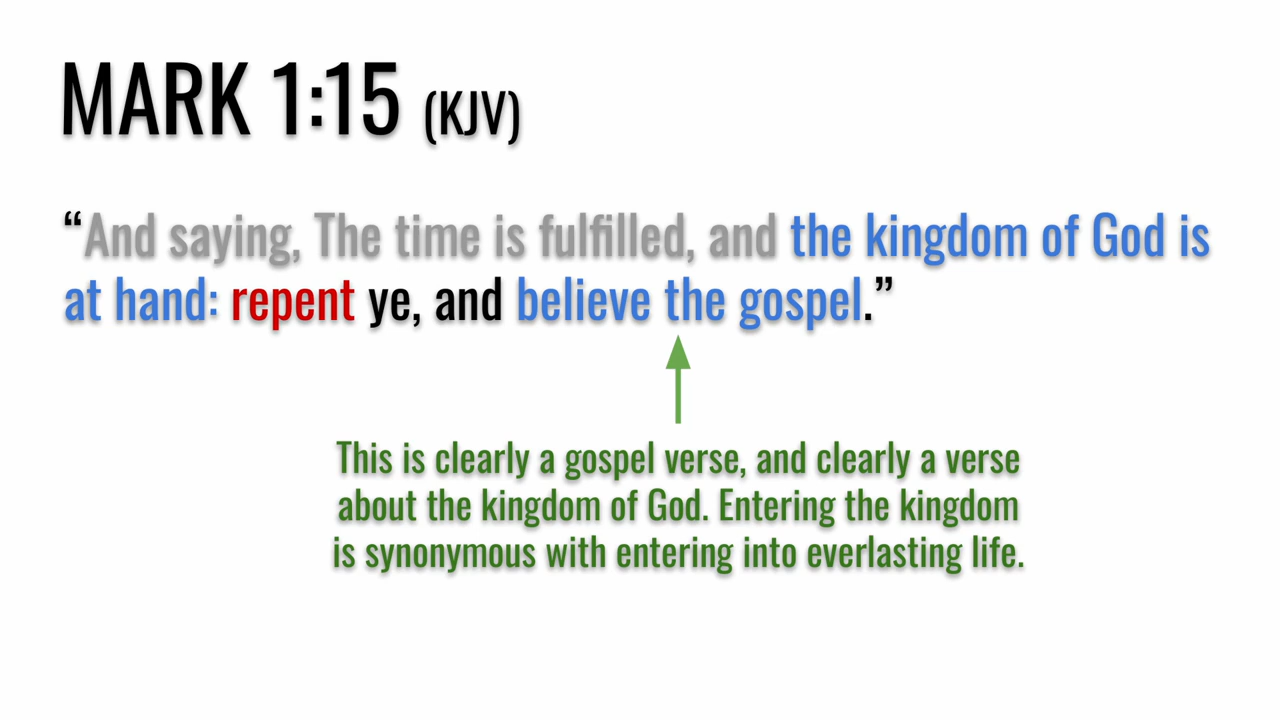 MARK 1:15 (KJV)
“And saying, The time is fulfilled, and the kingdom of God is
at hand: repent ye, and believe the gospel.”
This is clearly a gospel verse, and clearly a verse
about the kingdom of God. Entering the kingdom
is synonymous with entering into everlasting life.